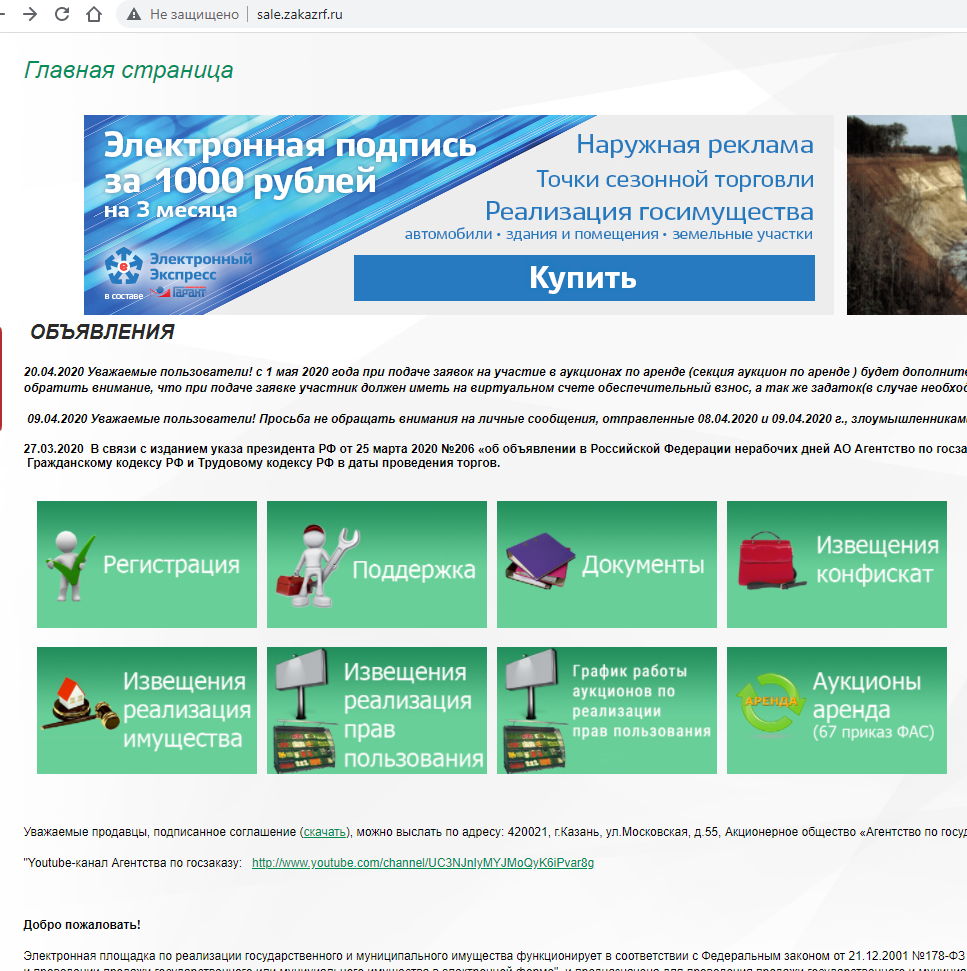 Не защищено
sale.zakazrf.ru
Главная страница
Электронная подпись
за 1000 рублей
на 3 месяца
Электронный
Экспресс
в составе ГАРАНТ
Наружная реклама
Точки сезонной торговли
Реализация госимущества
автомобили • здания и помещения • земельные участки
Купить
ОБЪЯВЛЕНИЯ
20.04.2020 Уважаемые пользователи! с 1 мая 2020 года при подаче заявок на участие в аукционах по аренде (секция аукцион по аренде ) будет дополните
обратить внимание, что при подаче заявке участник должен иметь на виртуальном счете обеспечительный взнос, а так же задаток(в случае необхо
09.04.2020 Уважаемые пользователи! Просьба не обращать внимания на личные сообщения, отправленные 08.04.2020 и 09.04.2020 г., злоумышленникам
27.03.2020 В связи с изданием указа президента РФ от 25 марта 2020 №206 «об объявлении в Российской Федерации нерабочих дней АО Агентство по госза
Гражданскому кодексу РФ и Трудовому кодексу РФ в даты проведения торгов.
Регистрация
Поддержка
Документы
Извещения
конфискат
Извещения
реализация
имущества
Извещения
реализация
прав
пользования
График работы
аукционов по
реализации
прав пользования
АРЕНДА
Аукционы
аренда
(67 приказ ФАС)
Уважаемые продавцы, подписанное соглашение (скачать), можно выслать по адресу: 420021, г.Казань, ул.Московская, д.55, Акционерное общество «Агентство по госуд
"Youtube-канал Агентства по госзаказу: http://www.youtube.com/channel/UC3NJnIyMYJMoQyK6iPvar8g
Добро пожаловать!
Электронная площадка по реализации государственного и муниципального имущества функционирует в соответствии с Федеральным законом от 21.12.2001 №178-ФЗ